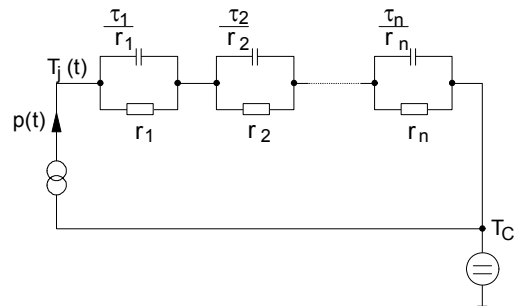 τ1/r1
τ2/r2
τn/rn
Tj (t)
r1
r2
rn
p(t)
TC